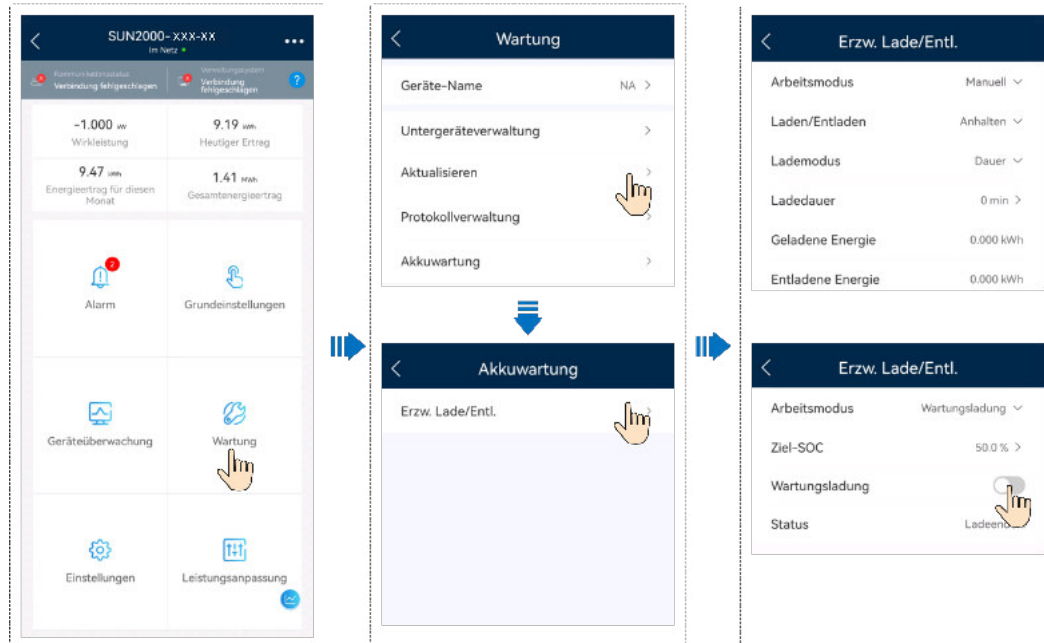 SUN2000-XXX-XX
Im Netz
Kommunikationsstatus
Verbindung fehlgeschlagen
Verwaltungssystem
Verbindung
fehlgeschlagen
?
-1.000 kW
Wirkleistung
9.19 kWh
Heutiger Ertreg
9.47 kWh
Energieertrag für diesen
Monat
1.41 MWh
Gesamtenergieertrag
2
Alarm
Grundeinstellungen
Geräteüberwachung
Wartung
Einstellungen
Leistungsanpassung
Wartung
Geräte-Name NA >
Untergeräteverwaltung >
Aktualisieren >
Protokollverwaltung >
Akkuwartung >
Akkuwartung
Erzw. Lade/Entl. >
Erzw. Lade/Entl.
Arbeitsmodus Manuell
Laden/Entladen Anhalten
Lademodus Dauer
Ladedauer 0 min >
Geladene Energie 0.000 kWh
Entladene Energie 0.000 kWh
Erzw. Lade/Entl.
Arbeitsmodus Wartungsladung
Ziel-SOC 50.0 % >
Wartungsladung
Status